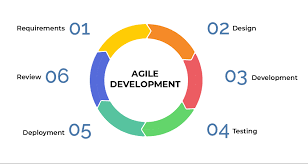 Requirements 01
02 Design
Review 06
AGILE
DEVELOPMENT
03 Development
Deployment 05
04 Testing